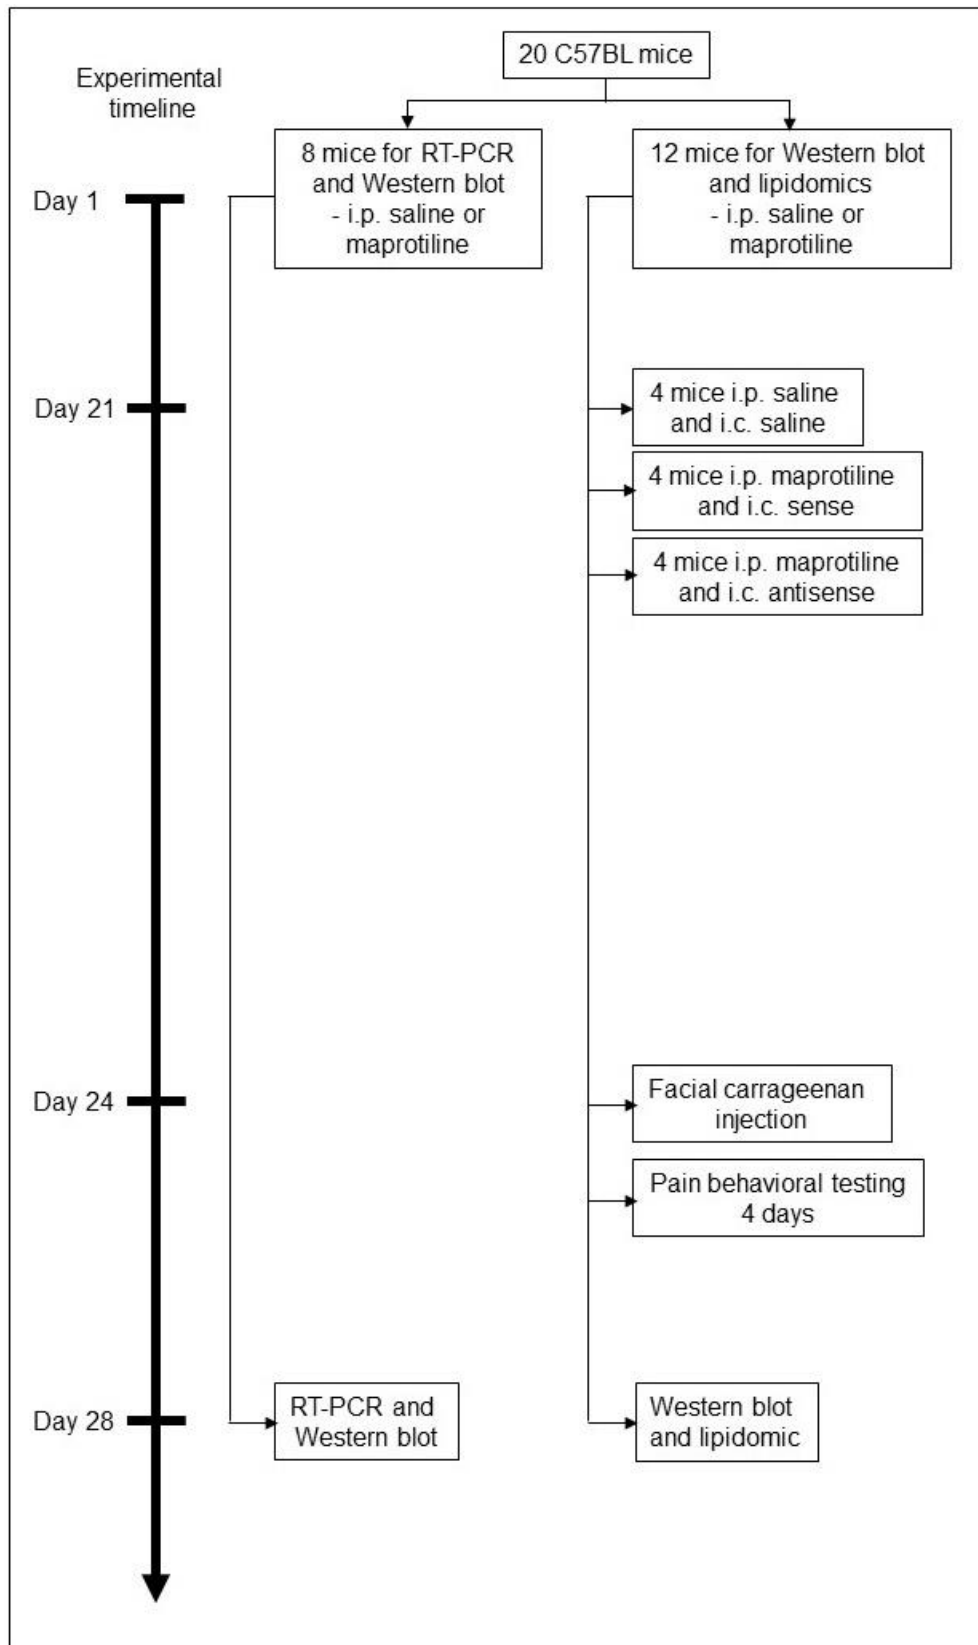 20 C57BL mice
Experimental
timeline
8 mice for RT-PCR
and Western blot
- i.p. saline or
maprotiline
12 mice for Western blot
and lipidomics
- i.p. saline or
maprotiline
Day 1
Day 21
4 mice i.p. saline
and i.c. saline
4 mice i.p. maprotiline
and i.c. sense
4 mice i.p. maprotiline
and i.c. antisense
Day 24
Facial carrageenan
injection
Pain behavioral testing
4 days
Day 28
RT-PCR and
Western blot
Western blot
and lipidomic